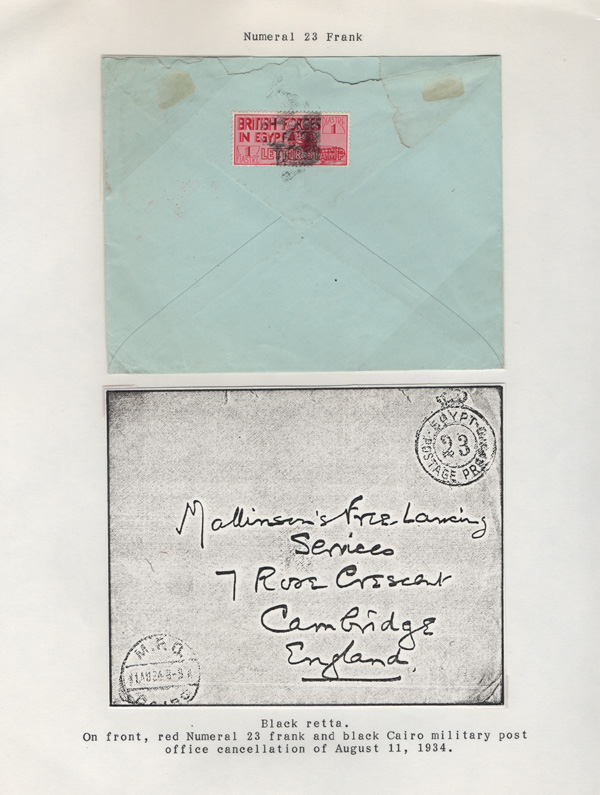 Numeral 23 Frank
BRITISH FORCES
IN EGYPT
1
1
LETTER STAMP
EGYPT
23
POSTAGE PREPAID
Mallinson's Free Lancing
Services
7 Rose Crescent
Cambridge
England.
M.P.O.
CAIRO
Black retta.
On front, red Numeral 23 frank and black Cairo military post
office cancellation of August 11, 1934.